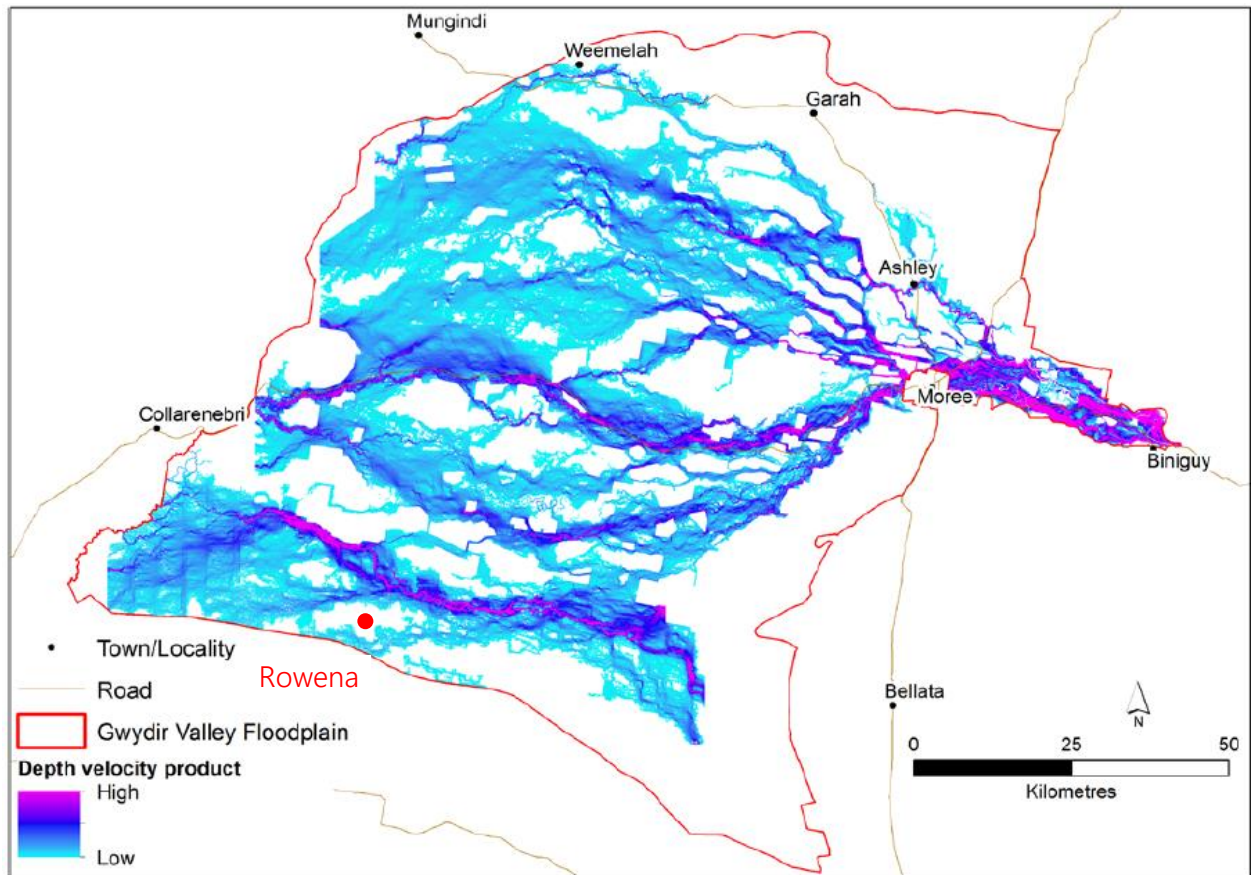 Mungindi
Weemelah
Garah
Ashley
Moree
Collarenebri
Biniguy
Town/Locality
Rowena
Road
Bellata
Gwydir Valley Floodplain
N
Depth velocity product
High
Low
0 25 50
Kilometres